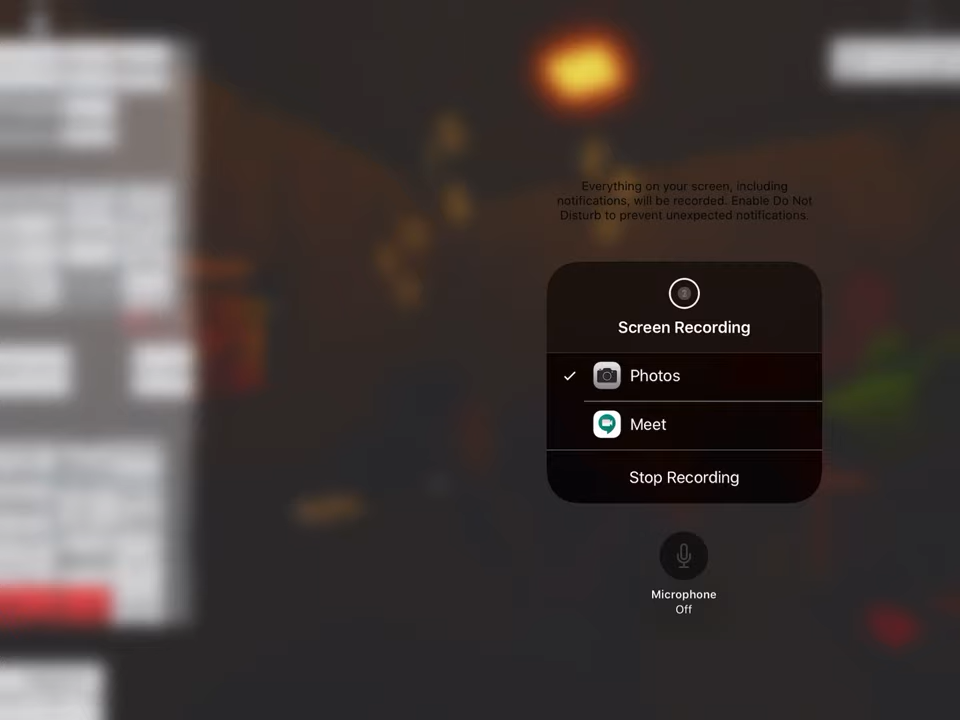 Everything on your screen, including
notifications, will be recorded. Enable Do Not
Disturb to prevent unexpected notifications.
Screen Recording
Photos
Meet
Stop Recording
Microphone
Off